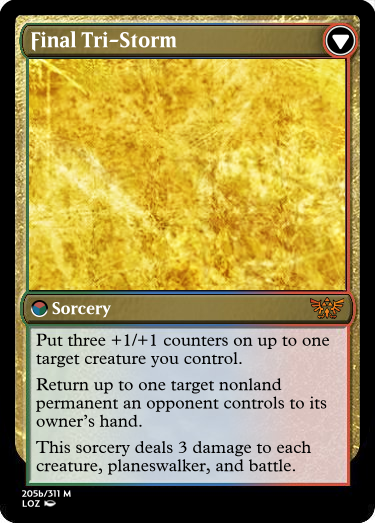 Final Tri-Storm
Sorcery
Put three +1/+1 counters on up to one
target creature you control.
Return up to one target nonland
permanent an opponent controls to its
owner's hand.
This sorcery deals 3 damage to each
creature, planeswalker, and battle.
205b/311 M
LOZ